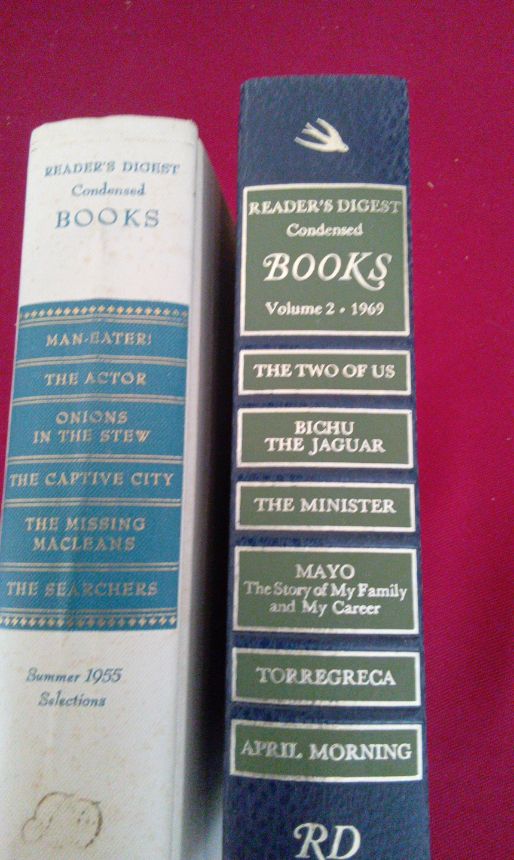 READER'S DIGEST
Condensed
BOOKS
MAN-EATER!
THE ACTOR
ONIONS
IN THE STEW
THE CAPTIVE CITY
THE MISSING
MACLEANS
THE SEARCHERS
Summer 1955
Selections
READER'S DIGEST
Condensed
BOOKS
Volume 2 • 1969
THE TWO OF US
BICHU
THE JAGUAR
THE MINISTER
MAYO
The Story of My Family
and My Career
TORREGRECA
APRIL MORNING
RD